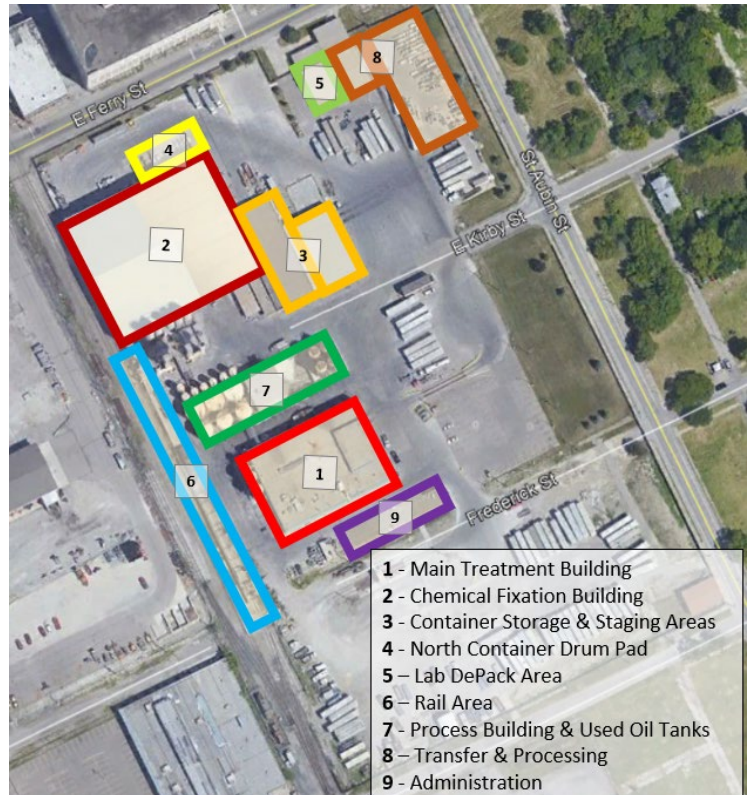 E Ferry St
8
5
4
St Aubin St
2
E Kirby St
3
7
1
6
9
Frederick St
1 - Main Treatment Building
2 - Chemical Fixation Building
3 - Container Storage & Staging Areas
4 - North Container Drum Pad
5 – Lab DePack Area
6 – Rail Area
7 - Process Building & Used Oil Tanks
8 – Transfer & Processing
9 - Administration